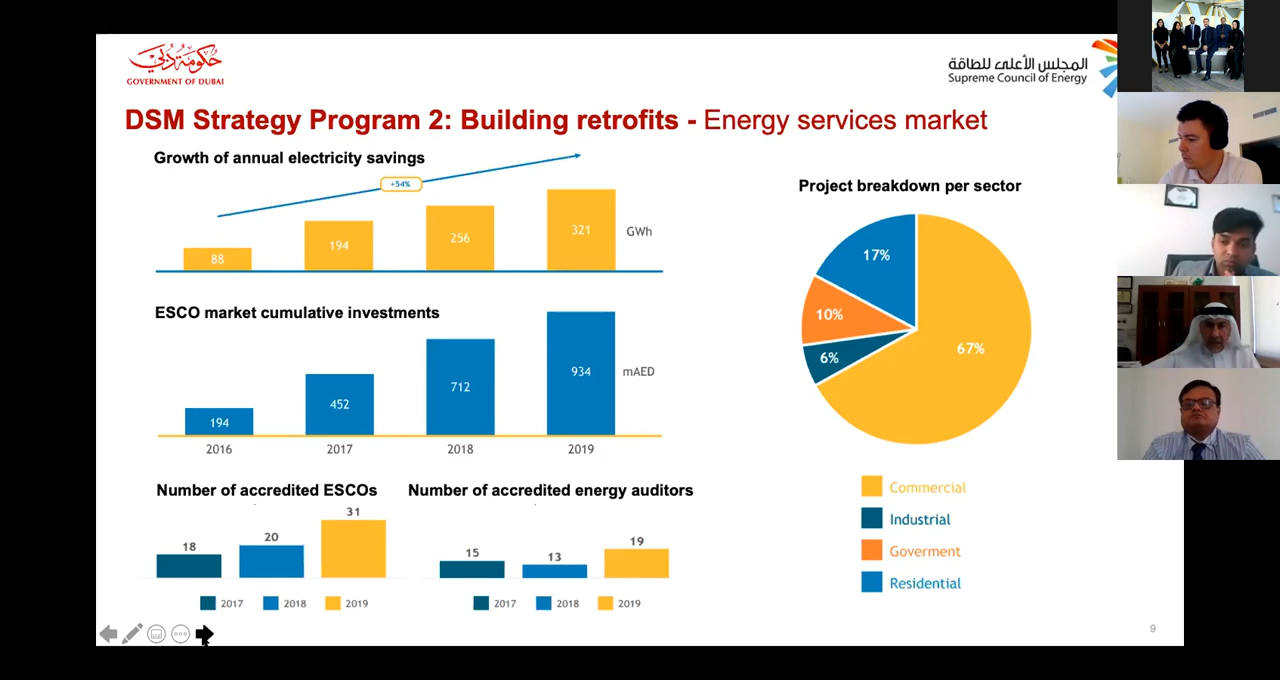 حكومة دبي
GOVERNMENT OF DUBAI
المجلس الأعلى للطاقة
Supreme Council of Energy
DSM Strategy Program 2: Building retrofits - Energy services market
Growth of annual electricity savings
+54%
88
194
256
321
GWh
ESCO market cumulative investments
194
452
712
934
mAED
2016
2017
2018
2019
Number of accredited ESCOs
18
20
31
2017
2018
2019
Number of accredited energy auditors
15
13
19
2017
2018
2019
Project breakdown per sector
17%
10%
6%
67%
Commercial
Industrial
Goverment
Residential
9